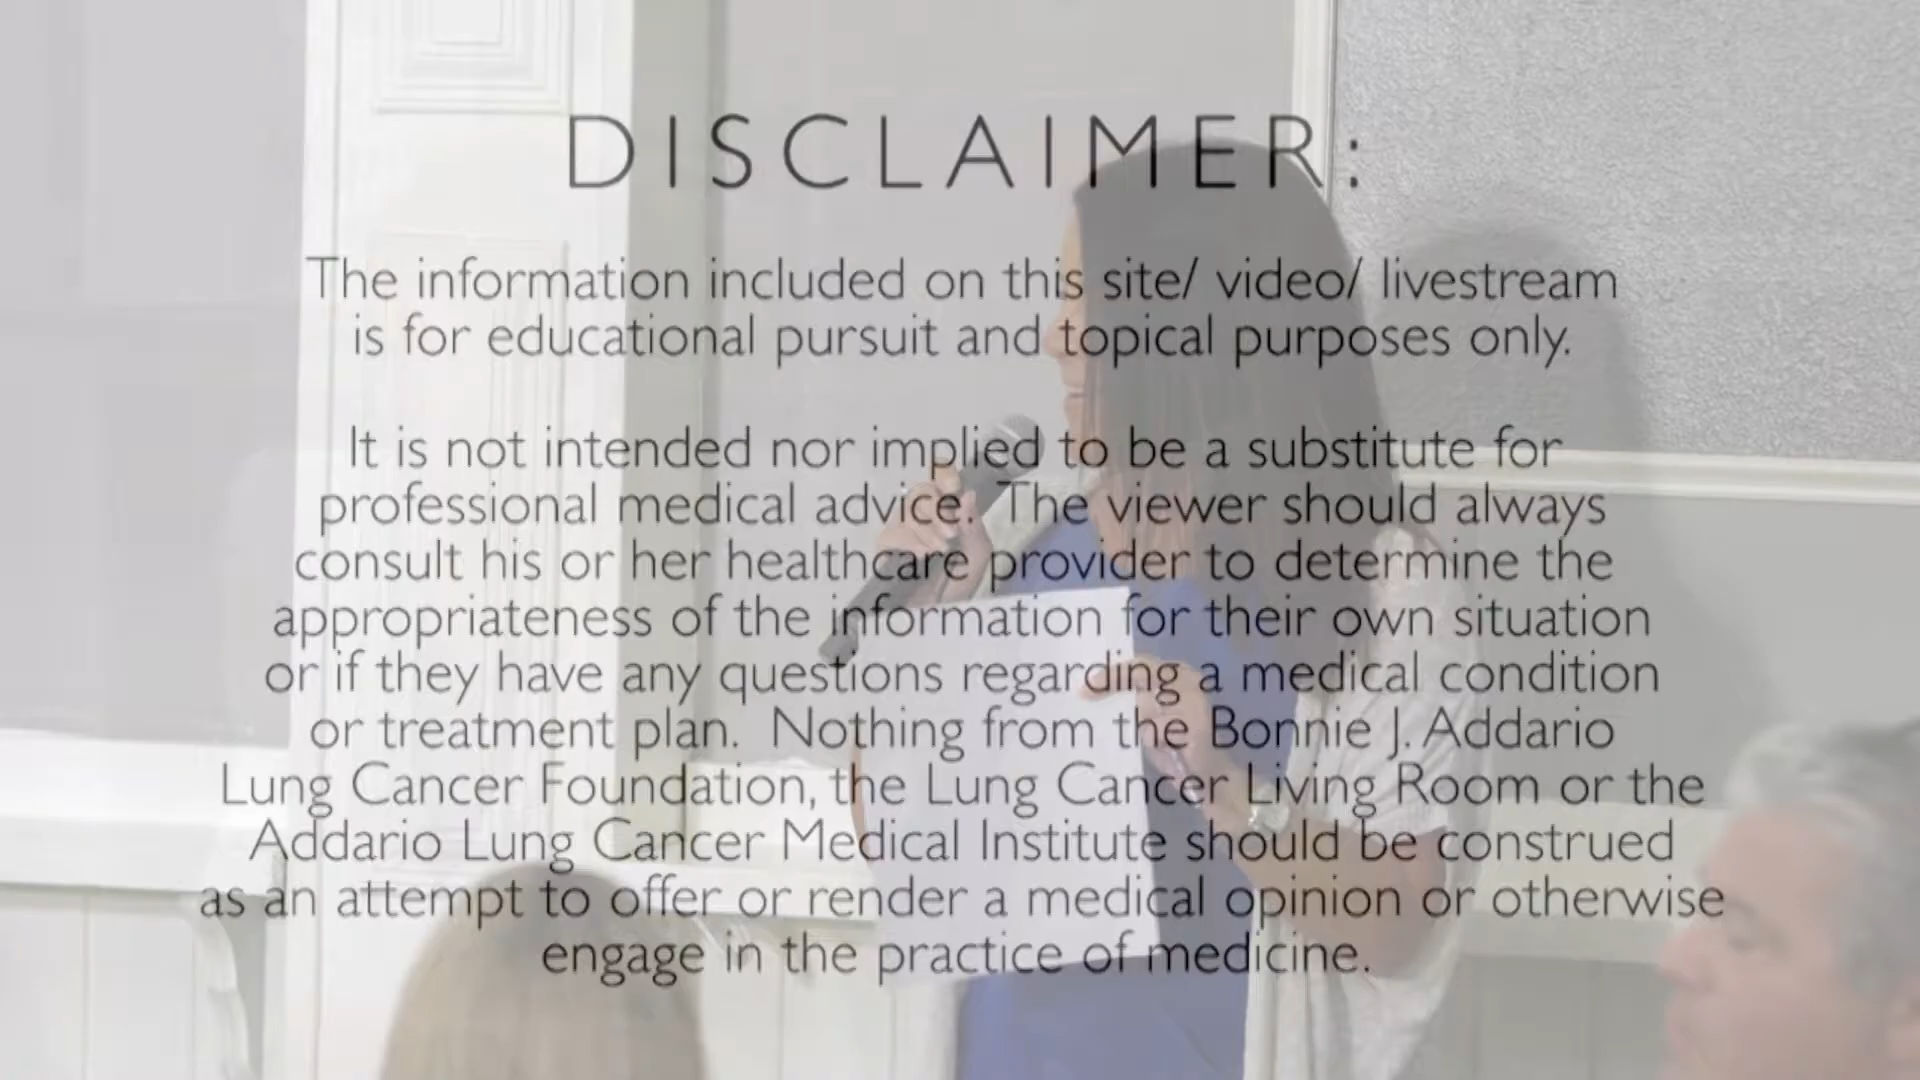 DISCLAIMER:
The information included on this site/ video/ livestream
is for educational pursuit and topical purposes only.
It is not intended nor implied to be a substitute for
professional medical advice. The viewer should always
consult his or her healthcare provider to determine the
appropriateness of the information for their own situation
or if they have any questions regarding a medical condition
or treatment plan. Nothing from the Bonnie J. Addario
Lung Cancer Foundation, the Lung Cancer Living Room or the
Addario Lung Cancer Medical Institute should be construed
as an attempt to offer or render a medical opinion or otherwise
engage in the practice of medicine.